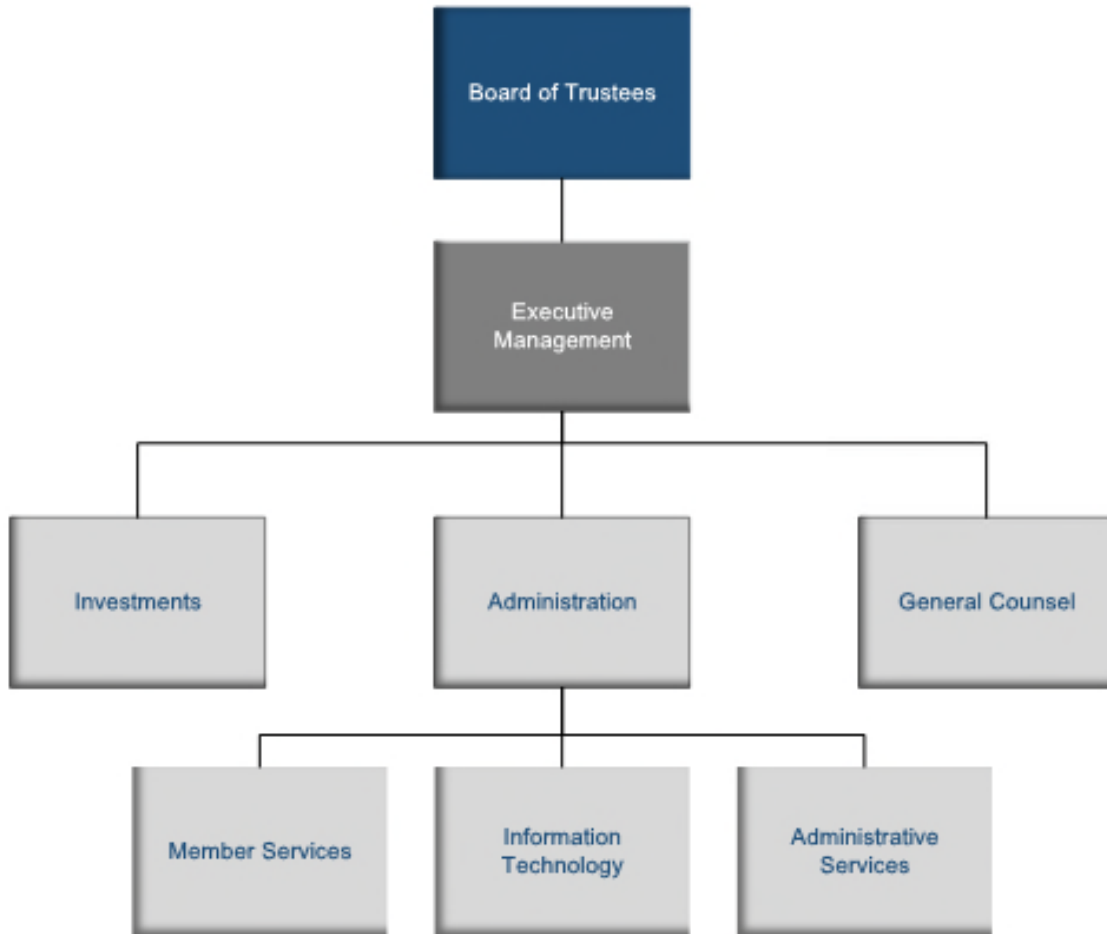 Board of Trustees
Executive
Management
Investments
Administration
General Counsel
Member Services
Information
Technology
Administrative
Services